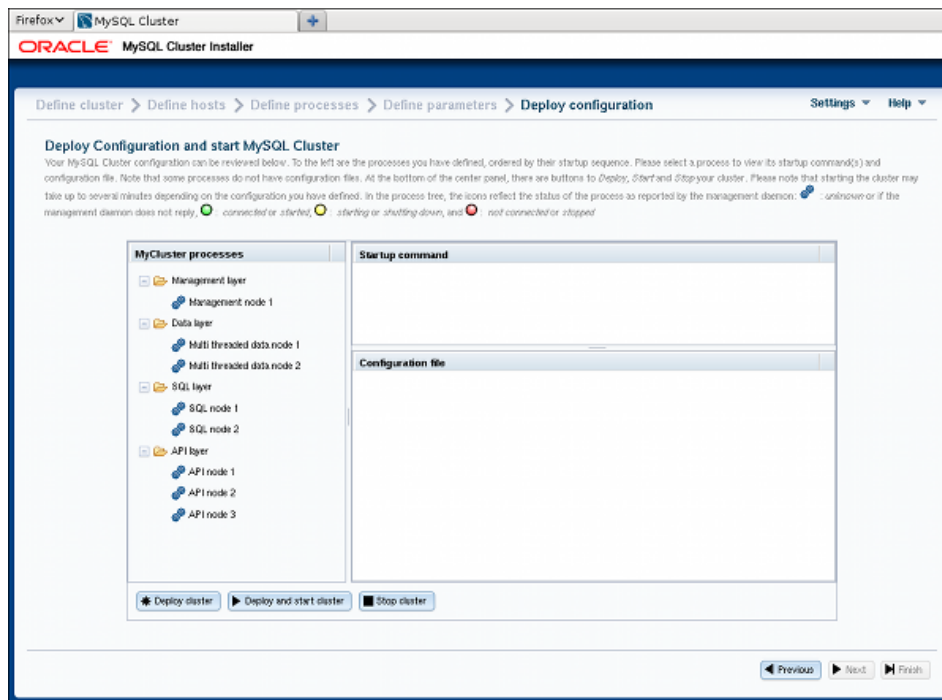 Firefox MySQL Cluster
ORACLE MySQL Cluster Installer
Define cluster Define hosts Define processes Define parameters Deploy configuration Settings Help
Deploy Configuration and start MySQL Cluster
Your MySQL Cluster configuration can be reviewed below. To the left are the processes you have defined, ordered by their startup sequence. Please select a process to view its startup command(s) and
configuration file. Note that some processes do not have configuration files. At the bottom of the center panel, there are buttons to Deploy, Start and Stop your cluster. Please note that starting the cluster may
take up to several minutes depending on the configuration you have defined. In the process tree, the icons reflect the status of the process as reported by the management daemon: : unknown or if the
management daemon does not reply, : connected or started, : starting or shutting down, and : not connected or stopped
MyCluster processes
Management layer
Management node 1
Data layer
Multi threaded data node 1
Multi threaded data node 2
SQL layer
SQL node 1
SQL node 2
API layer
API node 1
API node 2
API node 3
Startup command
Configuration file
Deploy cluster Deploy and start cluster Stop cluster
Previous Next Finish